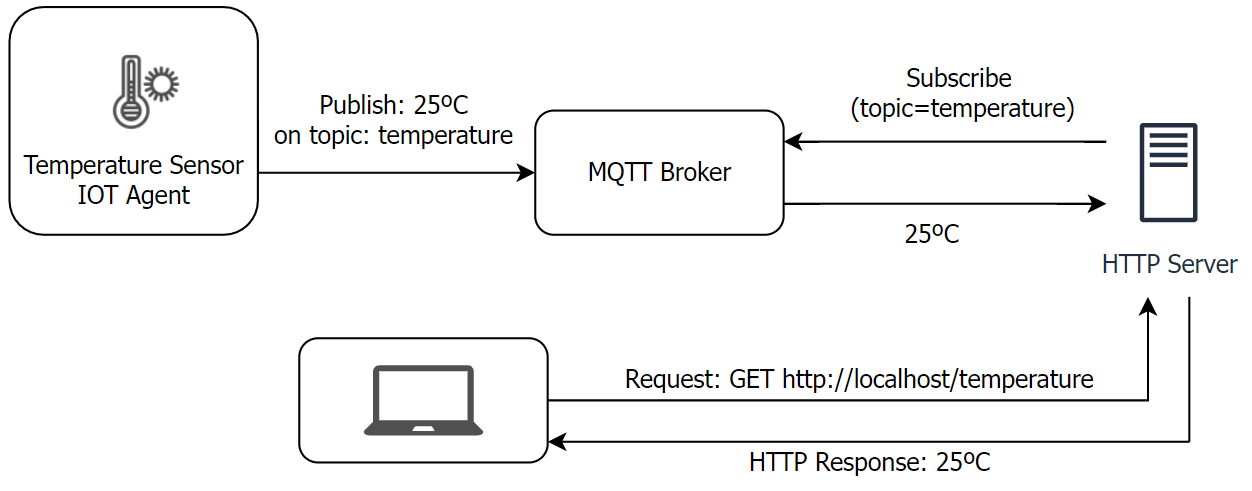 Publish: 25ºC
on topic: temperature
Temperature Sensor
IOT Agent
MQTT Broker
Subscribe
(topic=temperature)
25ºC
HTTP Server
Request: GET http://localhost/temperature
HTTP Response: 25ºC